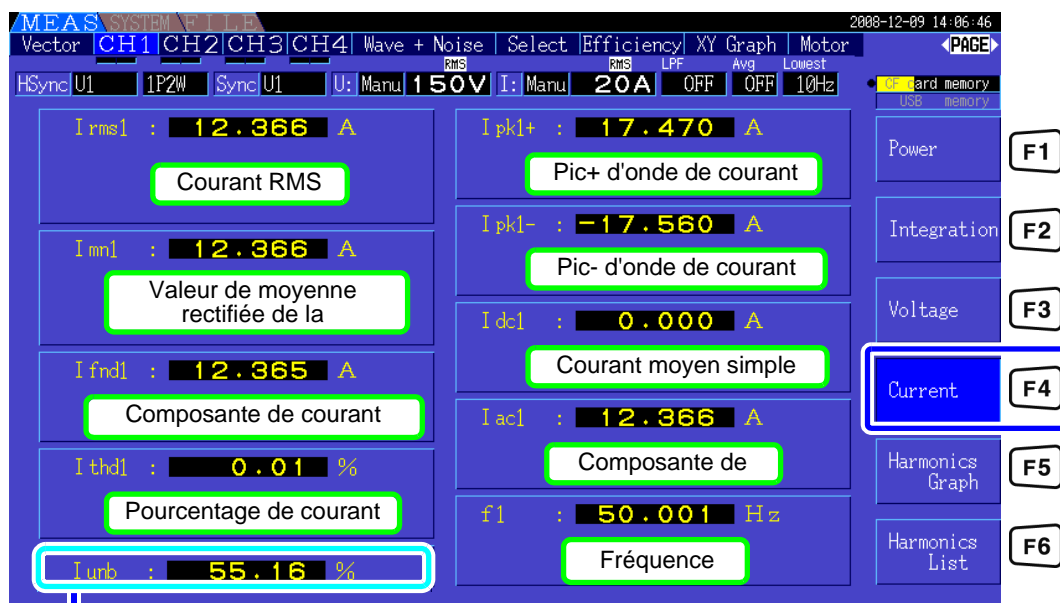 MEAS SYSTEM FILE 2008-12-09 14:06:46
Vector CH1 CH2 CH3 CH4 Wave + Noise Select Efficiency XY Graph Motor PAGE
RMS RMS LPF Avg Lowest
HSync U1 1P2W Sync U1 U: Manu 150V I: Manu 20A OFF OFF 10Hz
CF card memory
USB memory
Irms1 : 12.366 A
Courant RMS
Imn1 : 12.366 A
Valeur de moyenne
rectifiée de la
Ifnd1 : 12.365 A
Composante de courant
Ithd1 : 0.01 %
Pourcentage de courant
Iunb : 55.16 %
Ipk1+ : 17.470 A
Pic+ d'onde de courant
Ipk1- : -17.560 A
Pic- d'onde de courant
Idc1 : 0.000 A
Courant moyen simple
Iac1 : 12.366 A
Composante de
f1 : 50.001 Hz
Fréquence
Power F1
Integration F2
Voltage F3
Current F4
Harmonics
Graph F5
Harmonics
List F6